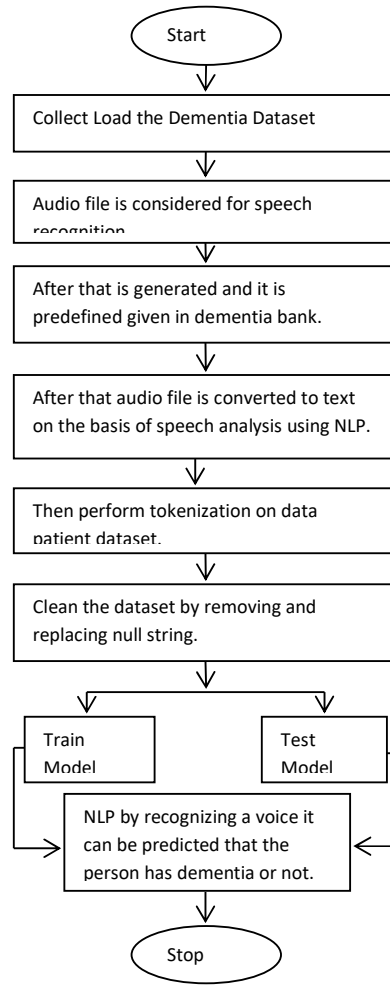 Start
Collect Load the Dementia Dataset
Audio file is considered for speech
recognition
After that is generated and it is
predefined given in dementia bank.
After that audio file is converted to text
on the basis of speech analysis using NLP.
Then perform tokenization on data
patient dataset.
Clean the dataset by removing and
replacing null string.
Train
Model
Test
Model
NLP by recognizing a voice it
can be predicted that the
person has dementia or not.
Stop